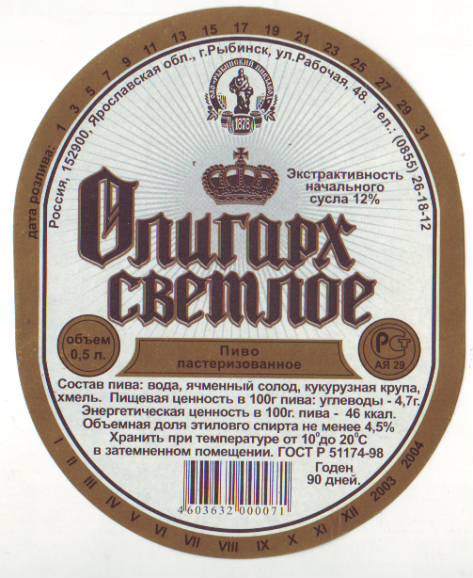 дата розлива: 1 3 5 7 9 11 13 15 17 19 21 23 25 27 29 31
Россия, 152900, Ярославская обл., г.Рыбинск, ул.Рабочая, 48. Тел.: (0855) 26-18-12
1878
Экстрактивность
начального
сусла 12%
Олигарх
светлое
объем
0,5 л.
Пиво
пастеризованное
РСТ
АЯ 29
Состав пива: вода, ячменный солод, кукурузная крупа,
хмель. Пищевая ценность в 100г пива: углеводы - 4,7г.
Энергетическая ценность в 100г. пива - 46 ккал.
Объемная доля этилового спирта не менее 4,5%
Хранить при температуре от 10°до 20°С
в затемненном помещении. ГОСТ Р 51174-98
Годен
90 дней.
4 603632 000071
I II III IV V VI VII VIII IX X XI XII 2003 2004